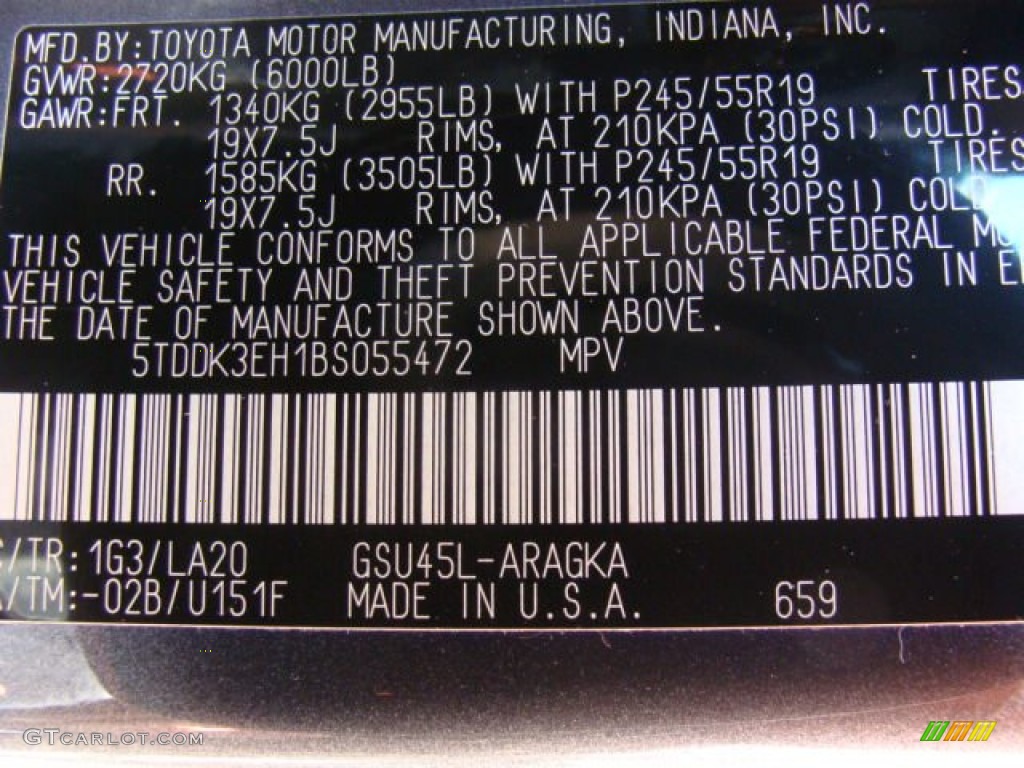 MFD.BY:TOYOTA MOTOR MANUFACTURING, INDIANA, INC.
GVWR:2720KG (6000LB)
GAWR:FRT. 1340KG (2955LB) WITH P245/55R19 TIRES
19X7.5J RIMS, AT 210KPA (30PSI) COLD.
RR. 1585KG (3505LB) WITH P245/55R19 TIRES
19X7.5J RIMS, AT 210KPA (30PSI) COLD
THIS VEHICLE CONFORMS TO ALL APPLICABLE FEDERAL
VEHICLE SAFETY AND THEFT PREVENTION STANDARDS IN
THE DATE OF MANUFACTURE SHOWN ABOVE.
5TDDK3EH1BS055472 MPV
/TR:1G3/LA20 GSU45L-ARAGKA
/TM:-02B/U151F MADE IN U.S.A. 659
GTCARLOT.COM